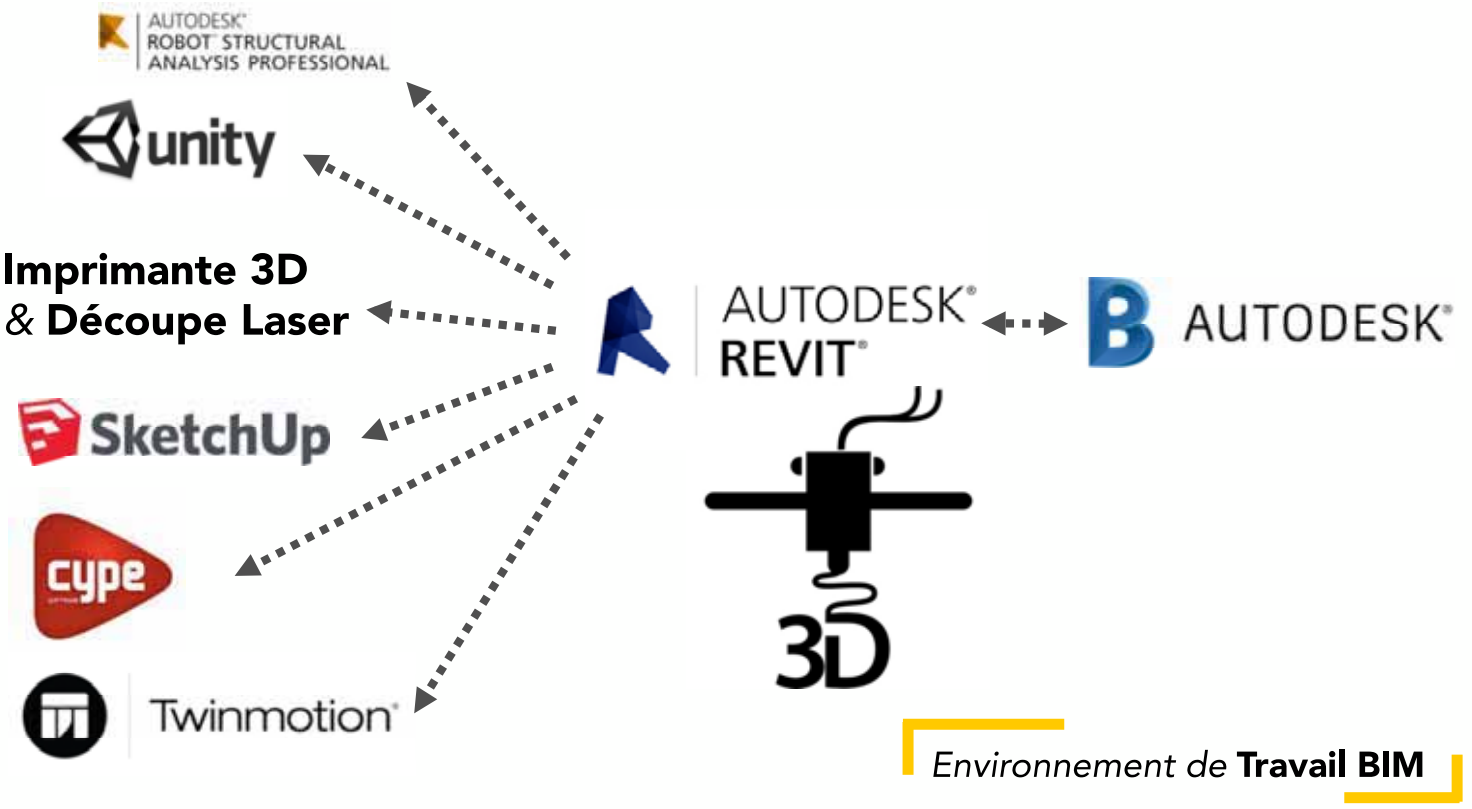 AUTODESK®
ROBOT™ STRUCTURAL
ANALYSIS PROFESSIONAL
unity
Imprimante 3D
& Découpe Laser
AUTODESK®
REVIT®
B AUTODESK®
SketchUp
cype
Twinmotion®
3D
Environnement de Travail BIM